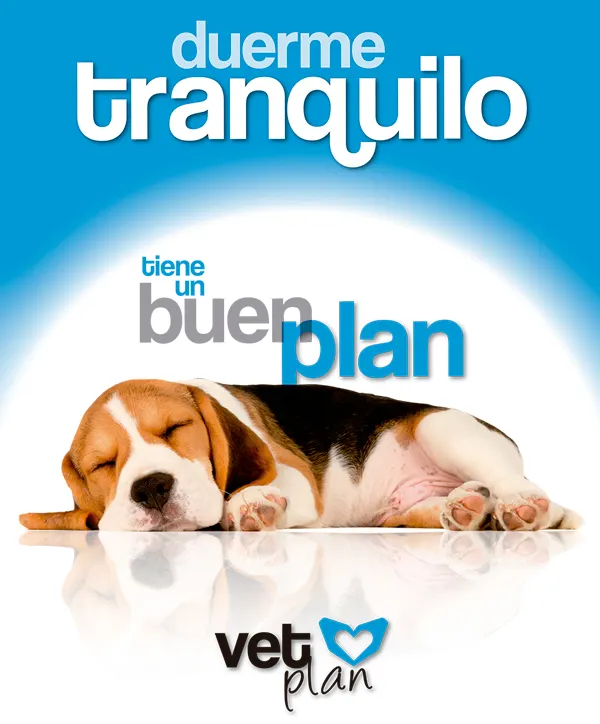 duerme
tranquilo
tiene
un
buen
plan
vet
plan